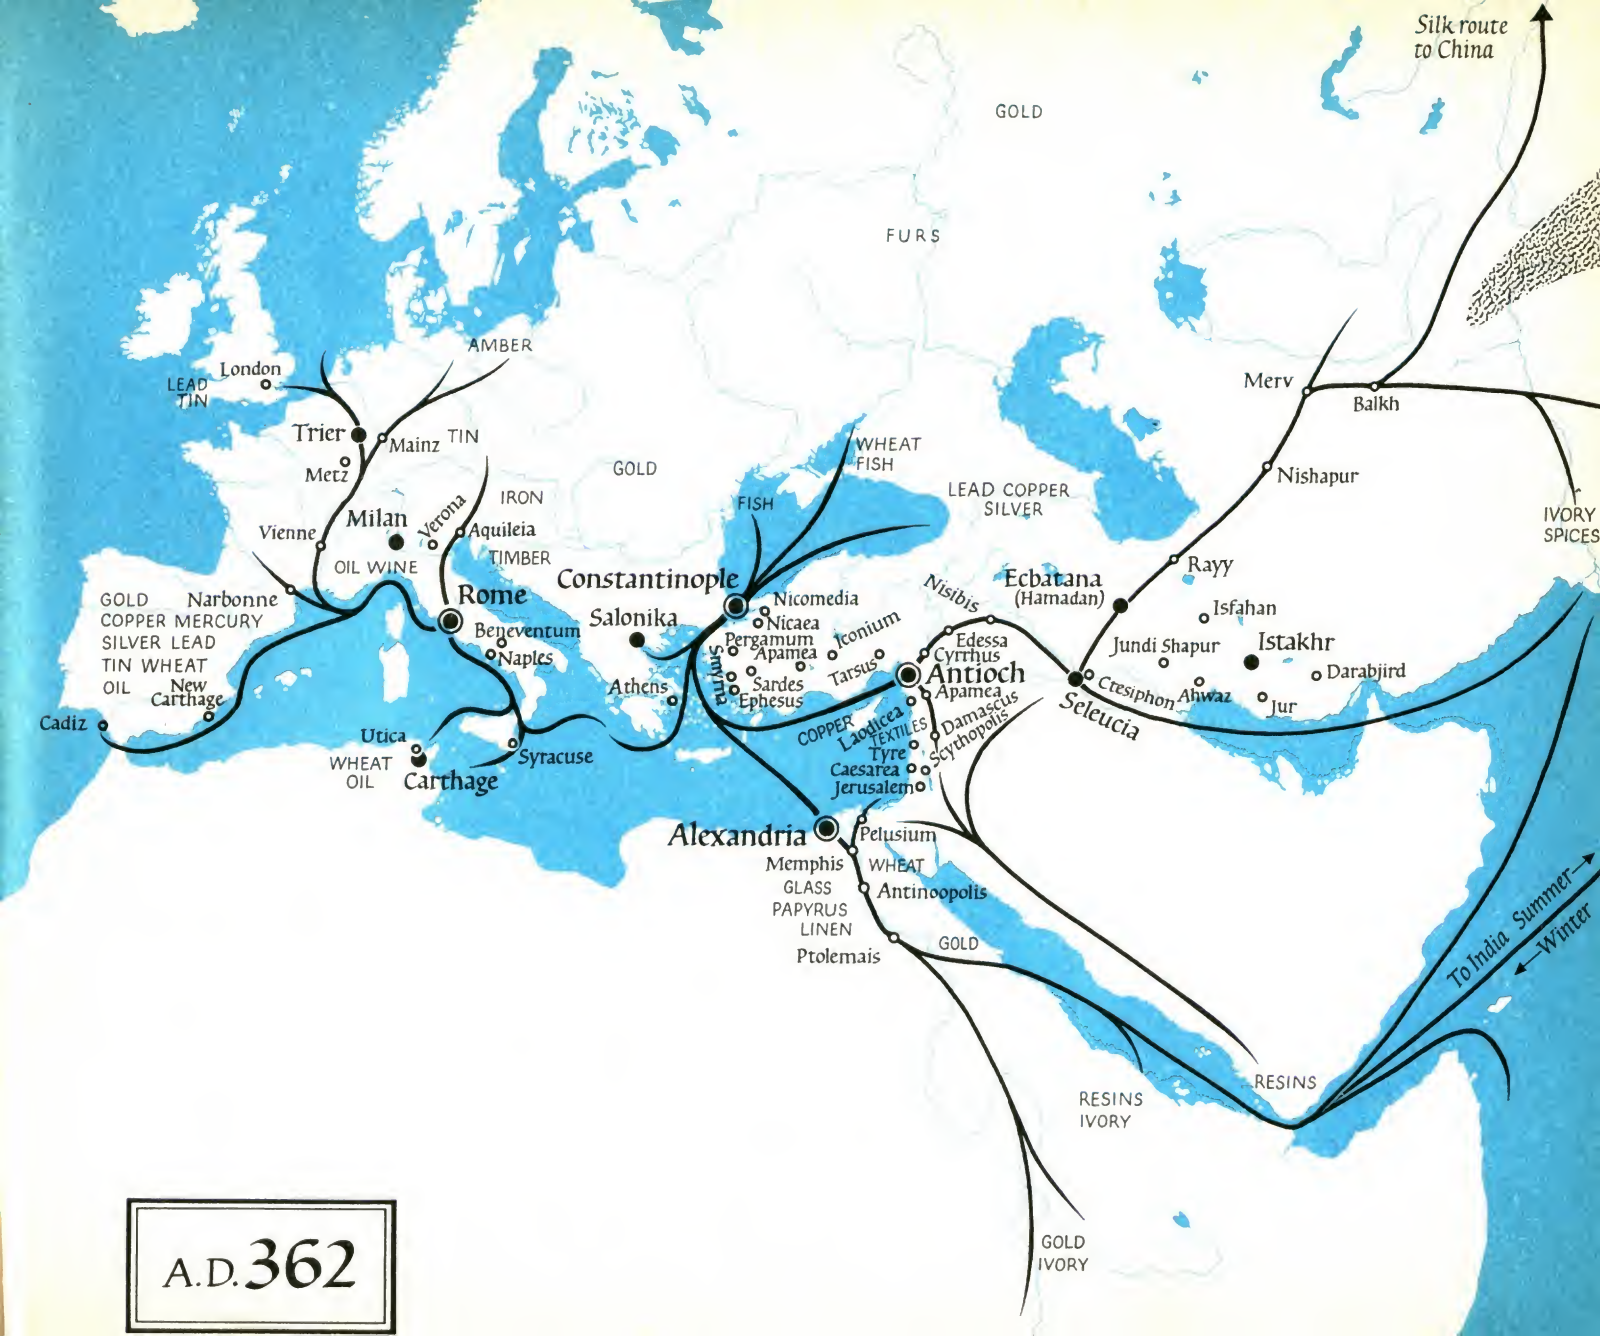 Silk route
to China
GOLD
FURS
AMBER
London
LEAD
TIN
Merv
Balkh
Trier
Mainz
TIN
Metz
WHEAT
FISH
GOLD
Nishapur
LEAD COPPER
SILVER
IRON
FISH
Verona
Milan
Aquileia
Vienne
IVORY
SPICES
TIMBER
OIL WINE
Rayy
Constantinople
Ecbatana
(Hamadan)
Nisibis
Rome
GOLD
COPPER MERCURY
SILVER LEAD
TIN WHEAT
OIL
Narbonne
Nicomedia
Isfahan
Salonika
Nicaea
Iconium
Beneventum
Pergamum
Edessa
Jundi Shapur
Istakhr
Naples
Apamea
Cyrrhus
Smyrna
Tarsus
Antioch
Darabjird
New
Carthage
Athens
Sardes
Ephesus
Apamea
Ctesiphon
Ahwaz
Jur
Seleucia
Cadiz
COPPER
Laodicea
TEXTILES
Damascus
Scythopolis
Utica
Syracuse
Tyre
WHEAT
OIL
Carthage
Caesarea
Jerusalem
Alexandria
Pelusium
Memphis
WHEAT
GLASS
PAPYRUS
LINEN
Antinoopolis
Ptolemais
GOLD
To India
Summer
Winter
RESINS
RESINS
IVORY
GOLD
IVORY
A.D. 362